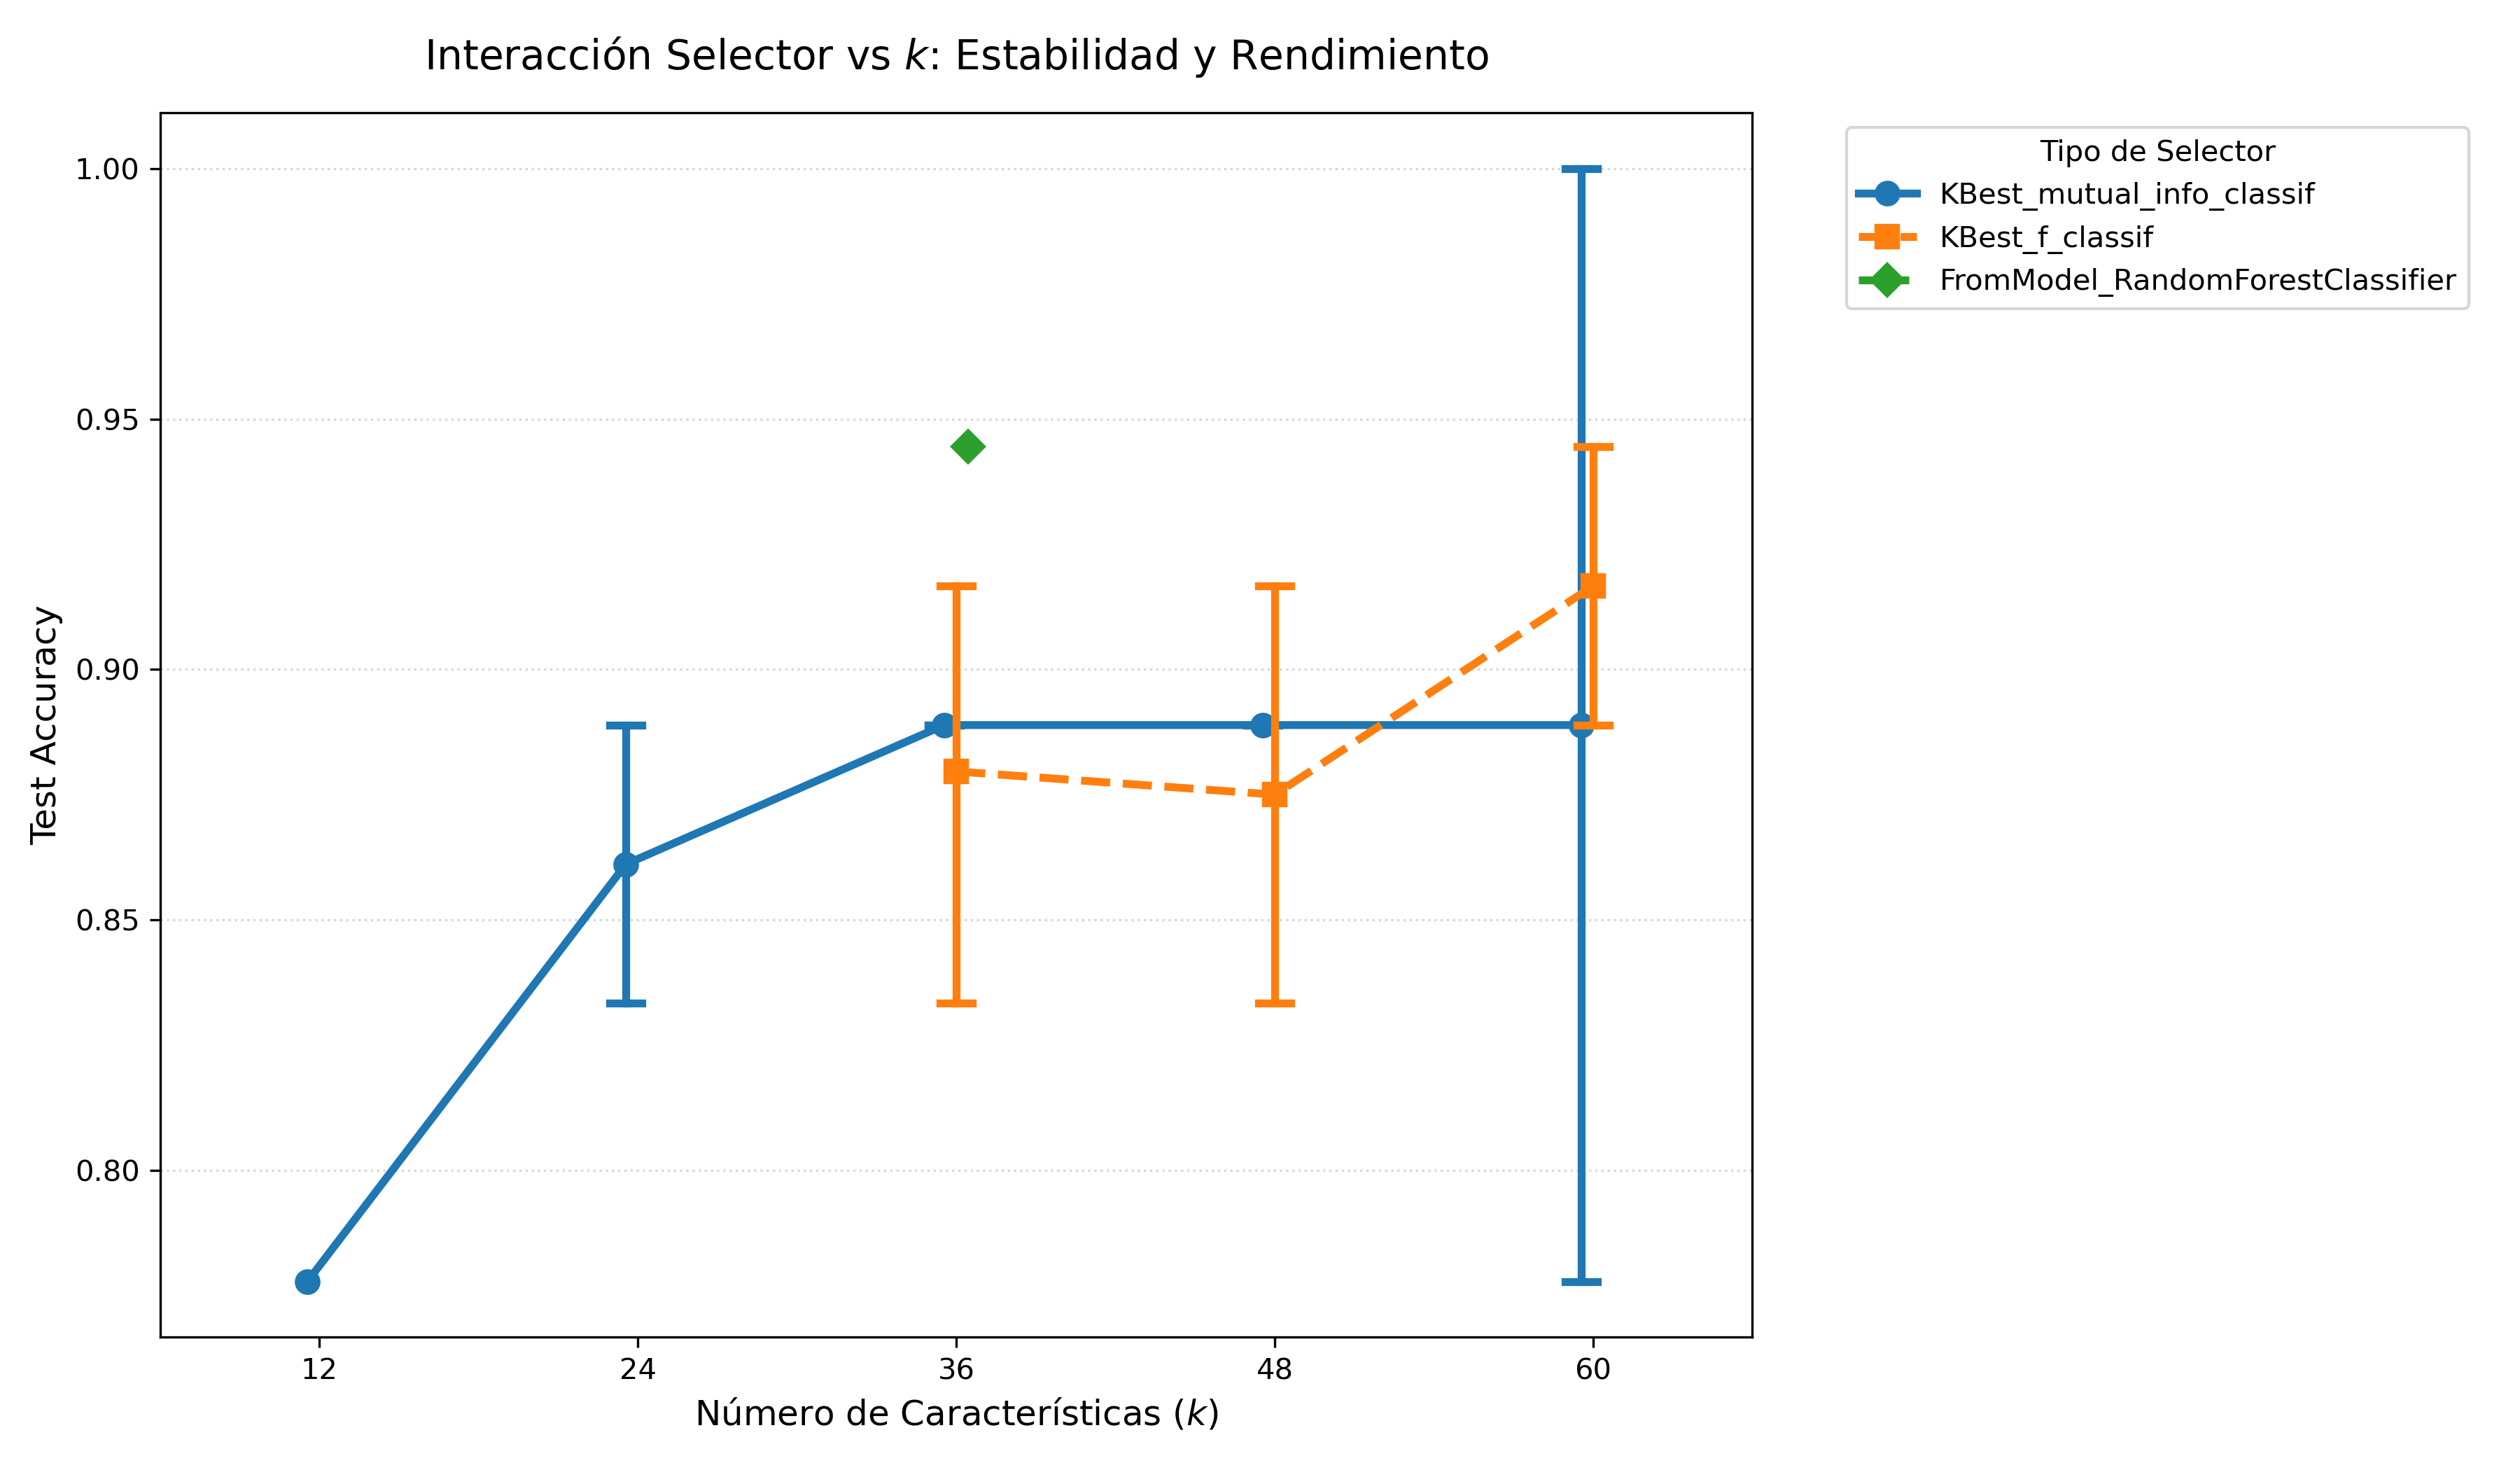 Interacción Selector vs k: Estabilidad y Rendimiento
Tipo de Selector
KBest_mutual_info_classif
KBest_f_classif
FromModel_RandomForestClassifier
Test Accuracy
1.00
0.95
0.90
0.85
0.80
12 24 36 48 60
Número de Características (k)